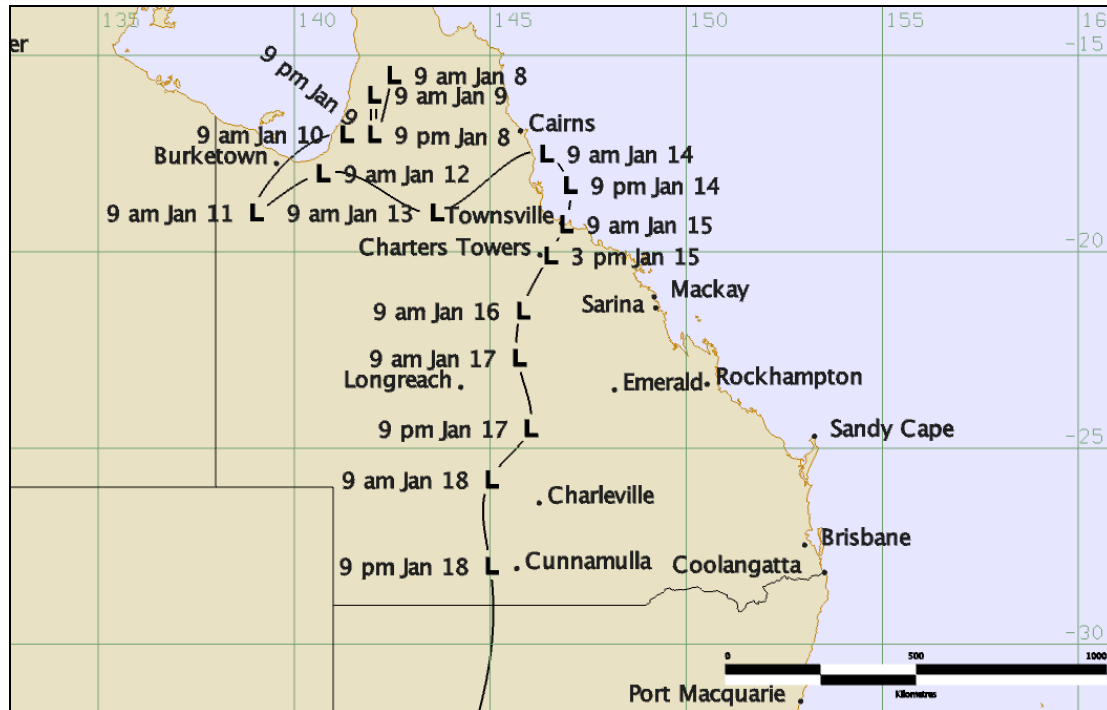 135
140
145
150
155
160
-15
er
9 pm Jan 9
L 9 am Jan 8
L 9 am Jan 9
9 am Jan 10 L
L 9 pm Jan 8
Cairns
Burketown
L 9 am Jan 14
L 9 am Jan 12
L 9 pm Jan 14
9 am Jan 11 L
9 am Jan 13 L
Townsville
L 9 am Jan 15
Charters Towers
-20
L 3 pm Jan 15
Mackay
Sarina
9 am Jan 16 L
9 am Jan 17 L
Longreach
Emerald
Rockhampton
9 pm Jan 17 L
Sandy Cape
-25
9 am Jan 18 L
Charleville
Brisbane
9 pm Jan 18 L
Cunnamulla
Coolangatta
-30
0
500
1000
Kilometres
Port Macquarie